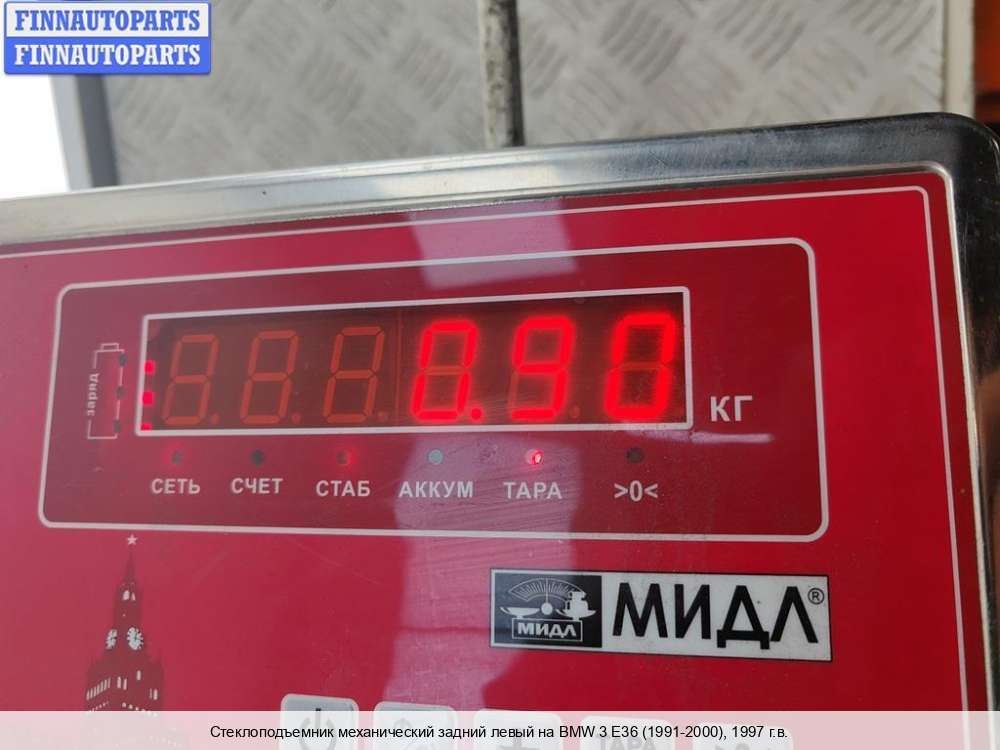 FINNAUTOPARTS
FINNAUTOPARTS
заряд
0.90 КГ
СЕТЬ СЧЕТ СТАБ АККУМ ТАРА >0<
МИДЛ МИДЛ®
ТАРА
Стеклоподъемник механический задний левый на BMW 3 E36 (1991-2000), 1997 г.в.